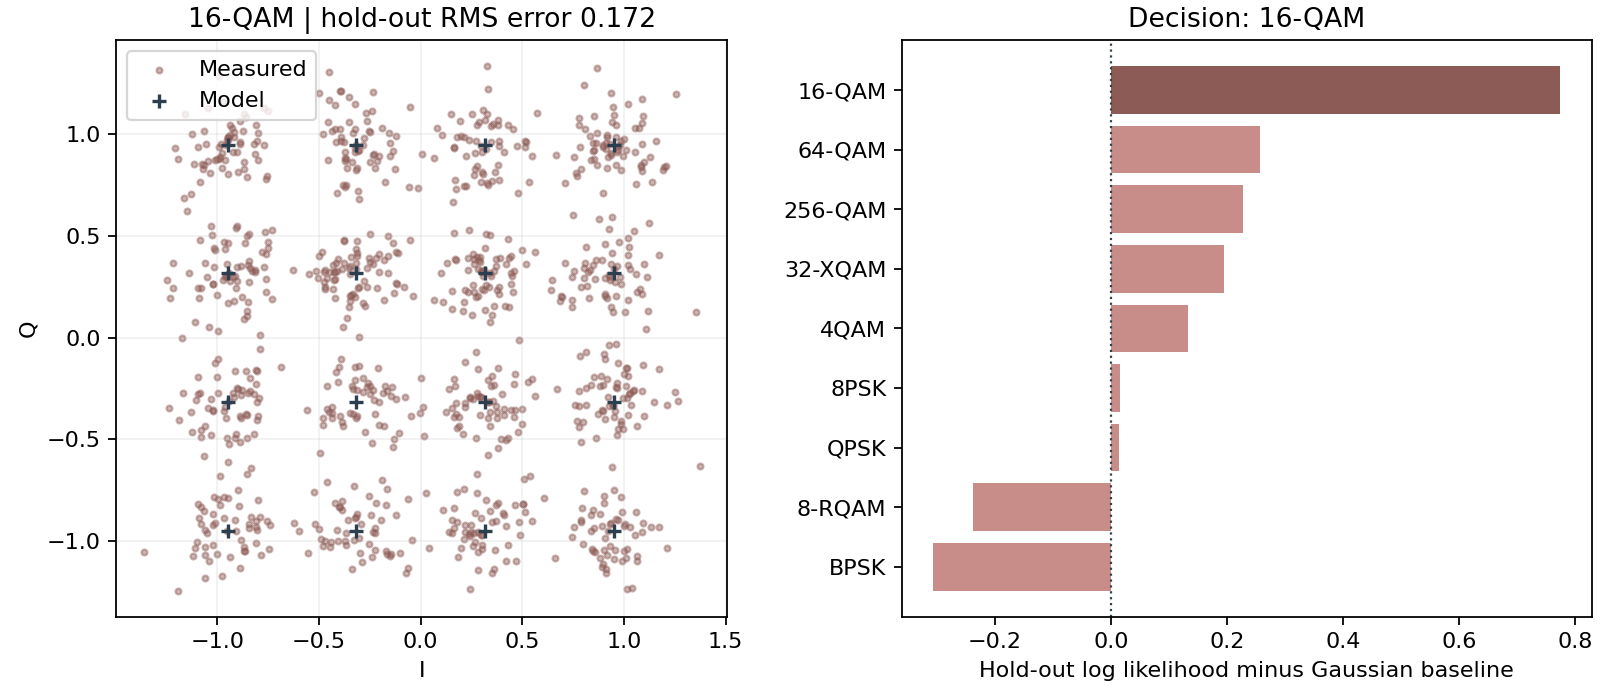 16-QAM | hold-out RMS error 0.172
Measured
Model
1.0
0.5
0.0
−0.5
−1.0
Q
−1.0
−0.5
0.0
0.5
1.0
1.5
I
Decision: 16-QAM
16-QAM
64-QAM
256-QAM
32-XQAM
4QAM
8PSK
QPSK
8-RQAM
BPSK
−0.2
0.0
0.2
0.4
0.6
0.8
Hold-out log likelihood minus Gaussian baseline